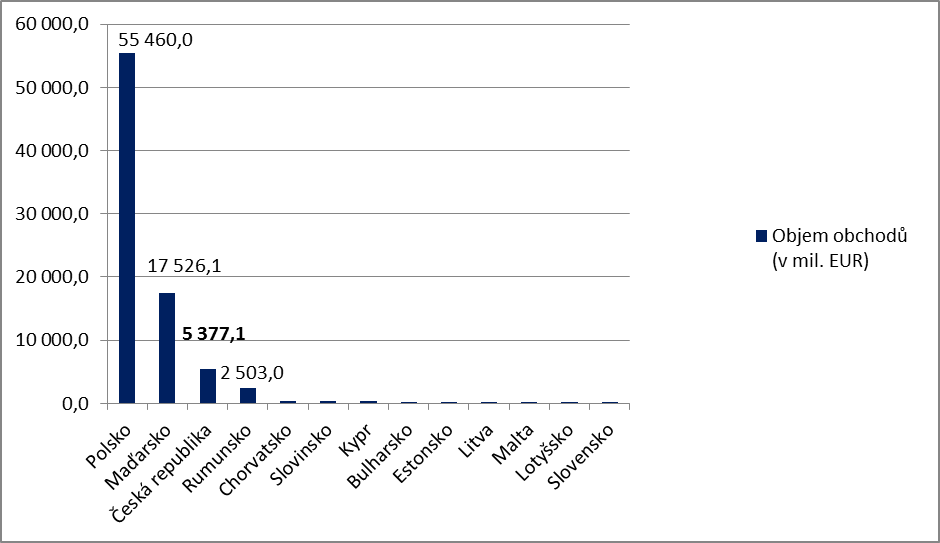 60 000,0
50 000,0
40 000,0
30 000,0
20 000,0
10 000,0
0,0
55 460,0
17 526,1
5 377,1
2 503,0
Polsko
Maďarsko
Česká republika
Rumunsko
Chorvatsko
Slovinsko
Kypr
Bulharsko
Estonsko
Litva
Malta
Lotyšsko
Slovensko
Objem obchodů
(v mil. EUR)